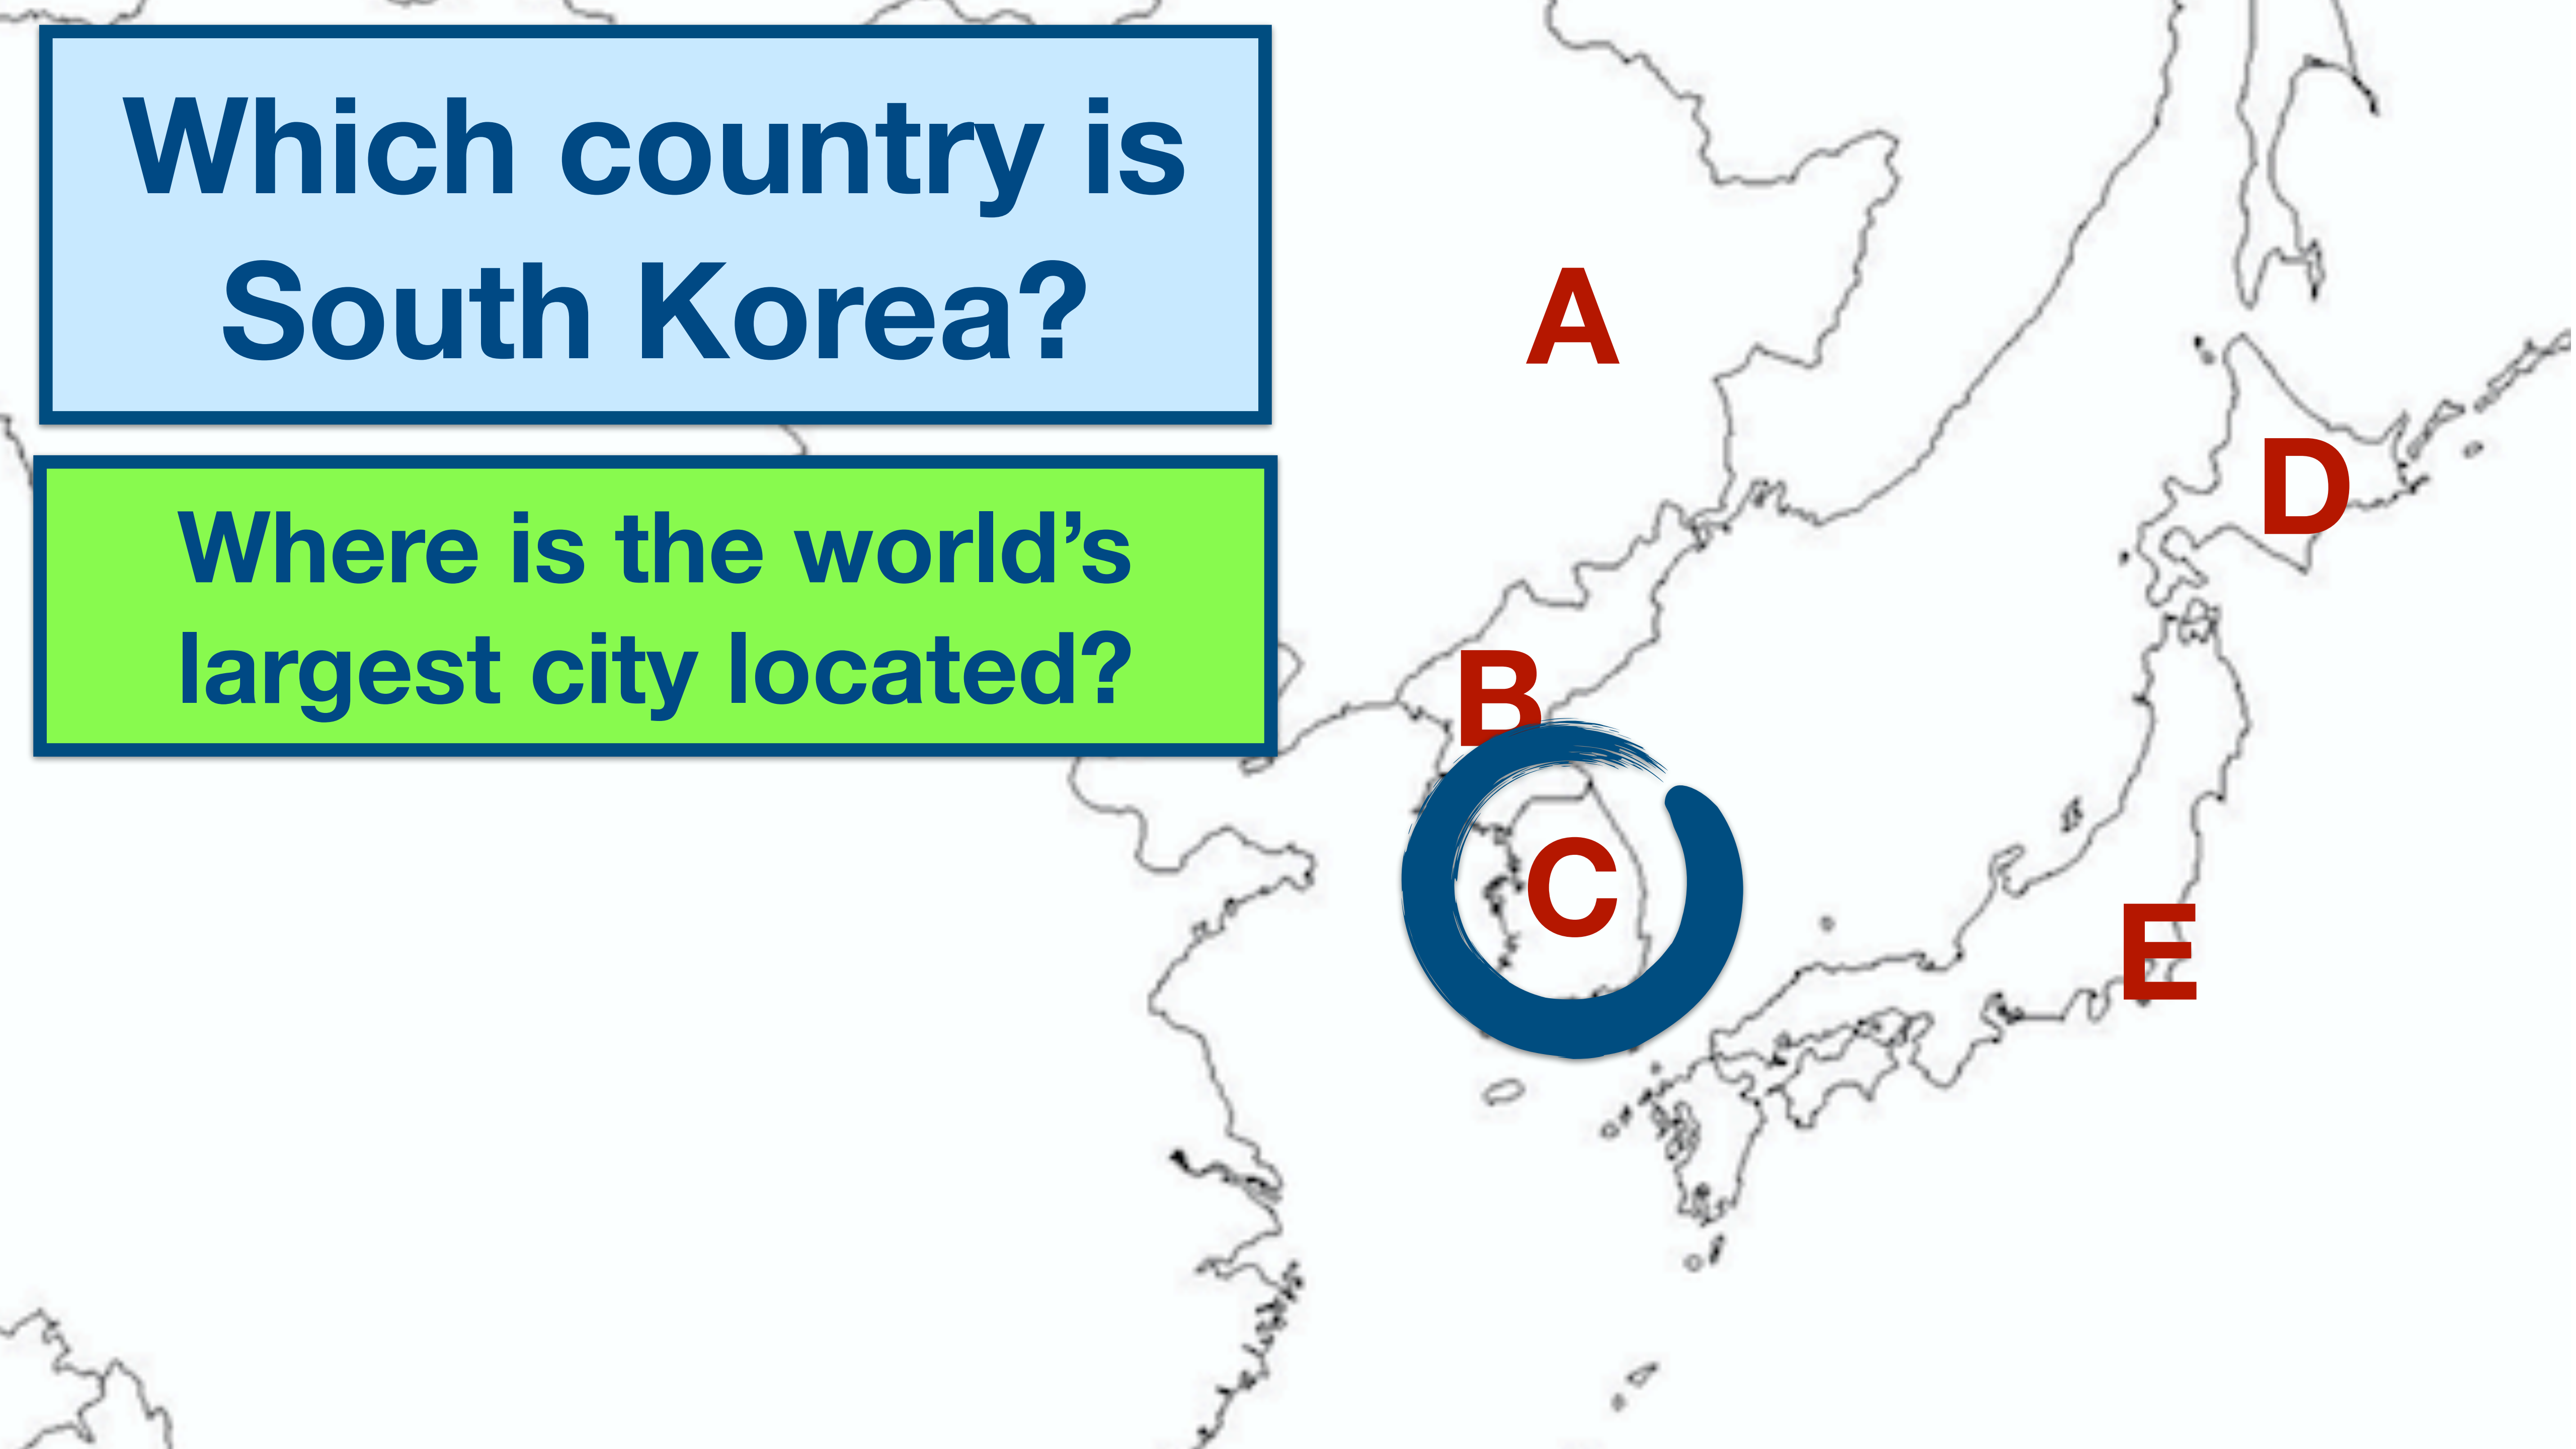 Which country is
South Korea?
Where is the world’s
largest city located?
A
D
B
C
E